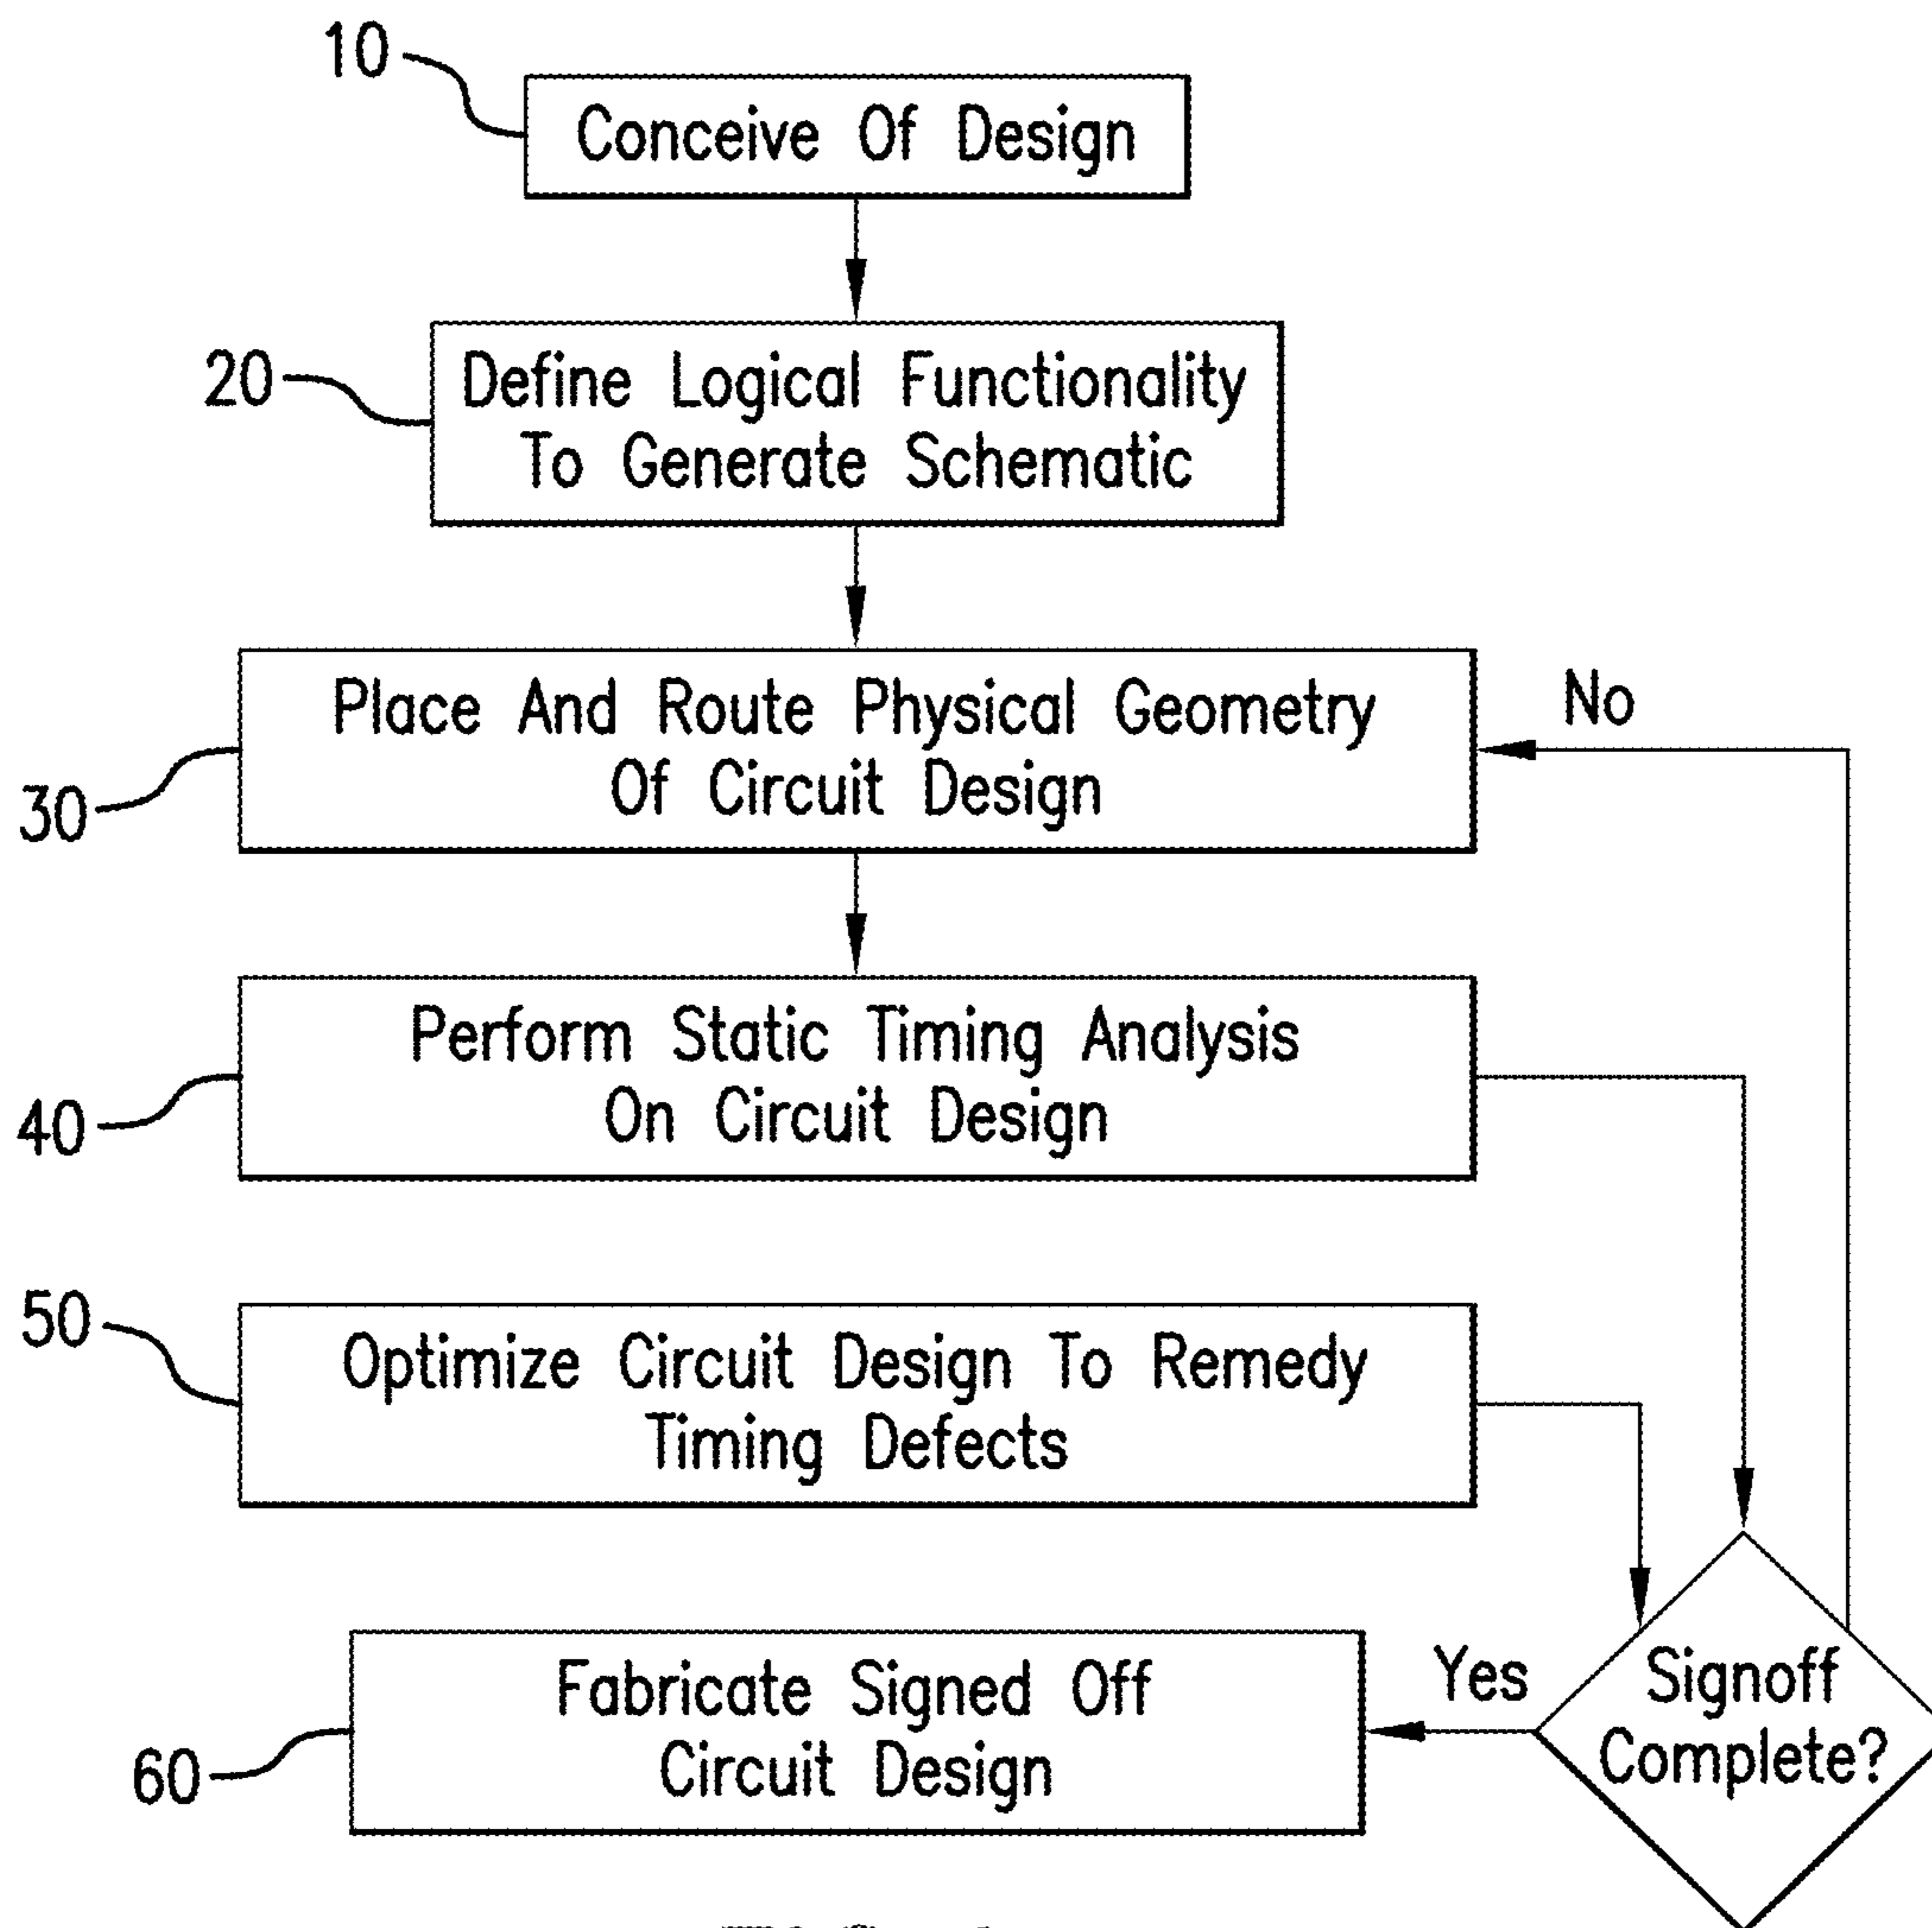 10
Conceive Of Design
20
Define Logical Functionality
To Generate Schematic
Place And Route Physical Geometry
Of Circuit Design
No
30
Perform Static Timing Analysis
On Circuit Design
40
50
Optimize Circuit Design To Remedy
Timing Defects
Fabricate Signed Off
Circuit Design
60
Yes
Signoff
Complete?